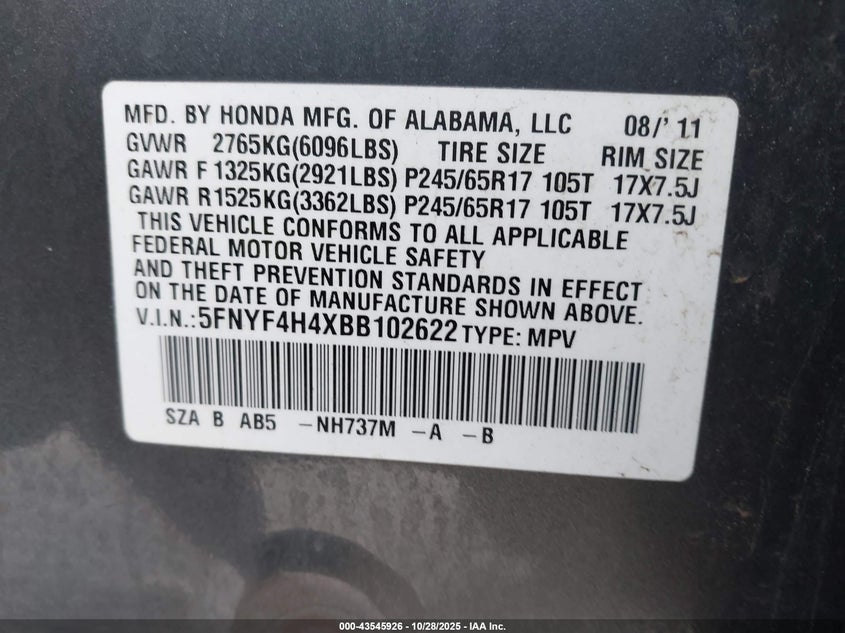 MFD. BY HONDA MFG. OF ALABAMA, LLC 08/'11
GVWR 2765KG(6096LBS) TIRE SIZE RIM SIZE
GAWR F 1325KG(2921LBS) P245/65R17 105T 17X7.5J
GAWR R 1525KG(3362LBS) P245/65R17 105T 17X7.5J
THIS VEHICLE CONFORMS TO ALL APPLICABLE
FEDERAL MOTOR VEHICLE SAFETY
AND THEFT PREVENTION STANDARDS IN EFFECT
ON THE DATE OF MANUFACTURE SHOWN ABOVE.
V.I.N.:5FNYF4H4XBB102622 TYPE: MPV
SZA B AB5 -NH737M -A -B
000-43545926 - 10/28/2025 - IAA Inc.